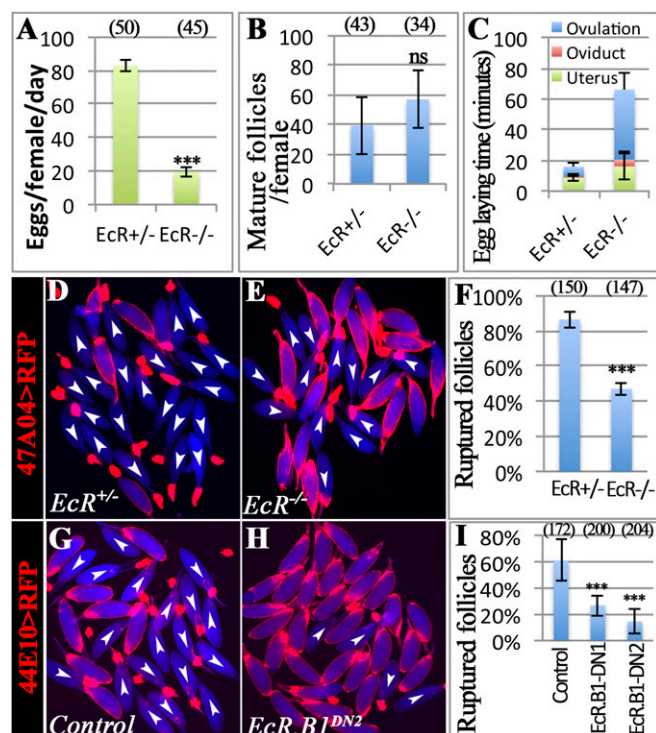 A
(50) (45)
Eggs/female/day
100
80
60
40
20
0
***
EcR+/- EcR-/-
B
(43) (34)
Mature follicles
/female
100
80
60
40
20
0
ns
EcR+/-
EcR-/-
C
Ovulation
Oviduct
Uterus
Egg laying time (minutes)
100
80
60
40
20
0
EcR+/-
EcR-/-
47A04>RFP
D
EcR+/-
E
EcR-/-
F
(150) (147)
Ruptured follicles
100%
80%
60%
40%
20%
0%
***
EcR+/-
EcR-/-
44E10>RFP
G
Control
H
EcR.B1DN2
I
(172) (200) (204)
Ruptured follicles
80%
60%
40%
20%
0%
***
***
Control
EcR.B1-DN1
EcR.B1-DN2